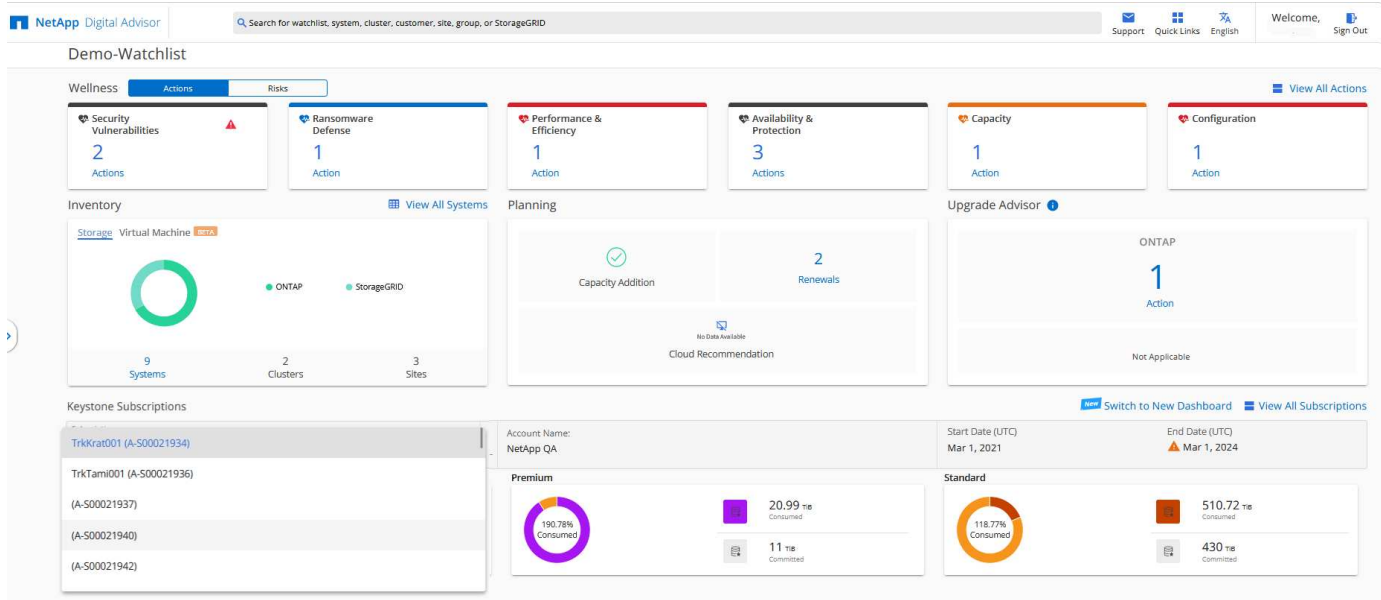 NetApp Digital Advisor
Search for watchlist, system, cluster, customer, site, group, or StorageGRID
Support
Quick Links
English
Welcome,
Sign Out
Demo-Watchlist
Wellness
Actions
Risks
View All Actions
Security
Vulnerabilities
2
Actions
Ransomware
Defense
1
Action
Performance &
Efficiency
1
Action
Availability &
Protection
3
Actions
Capacity
1
Action
Configuration
1
Action
Inventory
View All Systems
Storage Virtual Machine BETA
ONTAP
StorageGRID
9
Systems
2
Clusters
3
Sites
Planning
Capacity Addition
2
Renewals
No Data Available
Cloud Recommendation
Upgrade Advisor
ONTAP
1
Action
Not Applicable
Keystone Subscriptions
New Switch to New Dashboard
View All Subscriptions
TrkKrat001 (A-S00021934)
TrkTami001 (A-S00021936)
(A-S00021937)
(A-S00021940)
(A-S00021942)
Account Name:
NetApp QA
Start Date (UTC)
Mar 1, 2021
End Date (UTC)
Mar 1, 2024
Premium
190.78%
Consumed
20.99 TiB
Consumed
11 TiB
Committed
Standard
118.77%
Consumed
510.72 TiB
Consumed
430 TiB
Committed